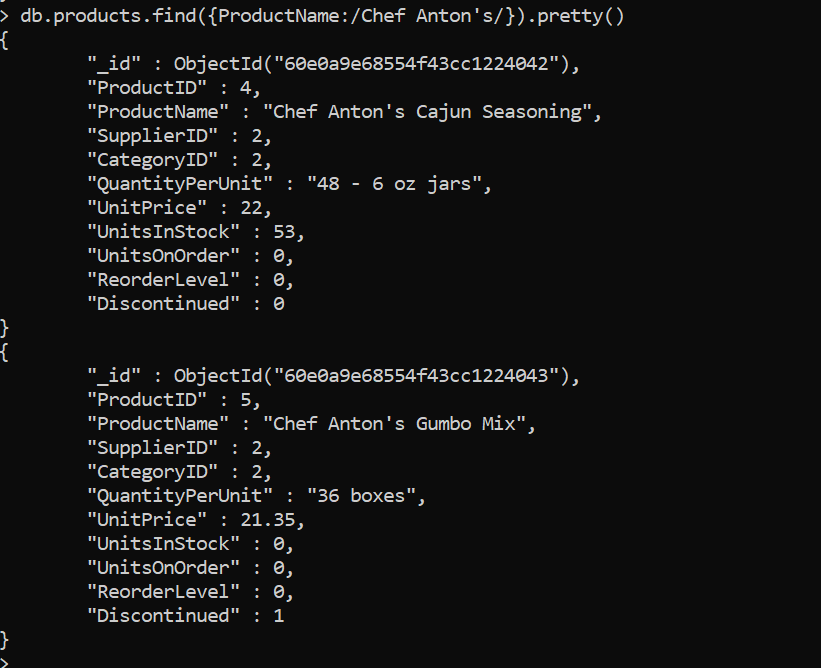 > db.products.find({ProductName:/Chef Anton's/}).pretty()
{
        "_id" : ObjectId("60e0a9e68554f43cc1224042"),
        "ProductID" : 4,
        "ProductName" : "Chef Anton's Cajun Seasoning",
        "SupplierID" : 2,
        "CategoryID" : 2,
        "QuantityPerUnit" : "48 - 6 oz jars",
        "UnitPrice" : 22,
        "UnitsInStock" : 53,
        "UnitsOnOrder" : 0,
        "ReorderLevel" : 0,
        "Discontinued" : 0
}
{
        "_id" : ObjectId("60e0a9e68554f43cc1224043"),
        "ProductID" : 5,
        "ProductName" : "Chef Anton's Gumbo Mix",
        "SupplierID" : 2,
        "CategoryID" : 2,
        "QuantityPerUnit" : "36 boxes",
        "UnitPrice" : 21.35,
        "UnitsInStock" : 0,
        "UnitsOnOrder" : 0,
        "ReorderLevel" : 0,
        "Discontinued" : 1
}
>